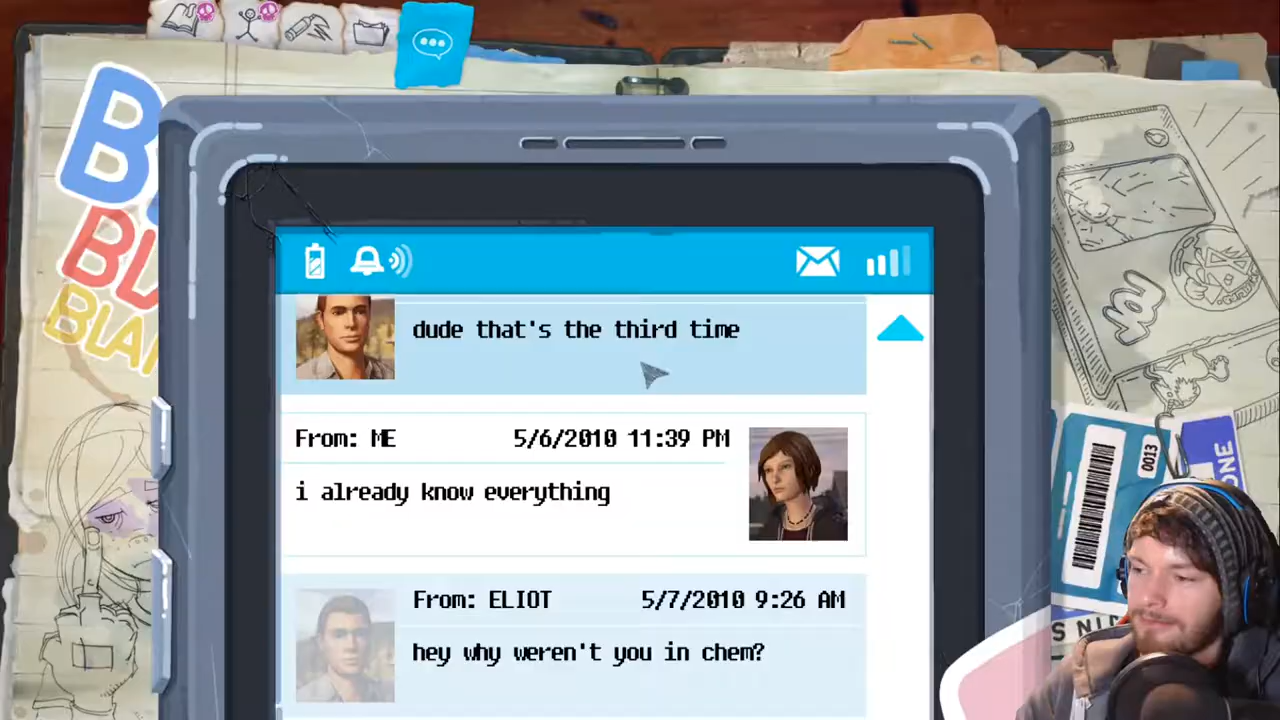 dude that's the third time
From: ME 5/6/2010 11:39 PM
i already know everything
From: ELIOT 5/7/2010 9:26 AM
hey why weren't you in chem?
0013